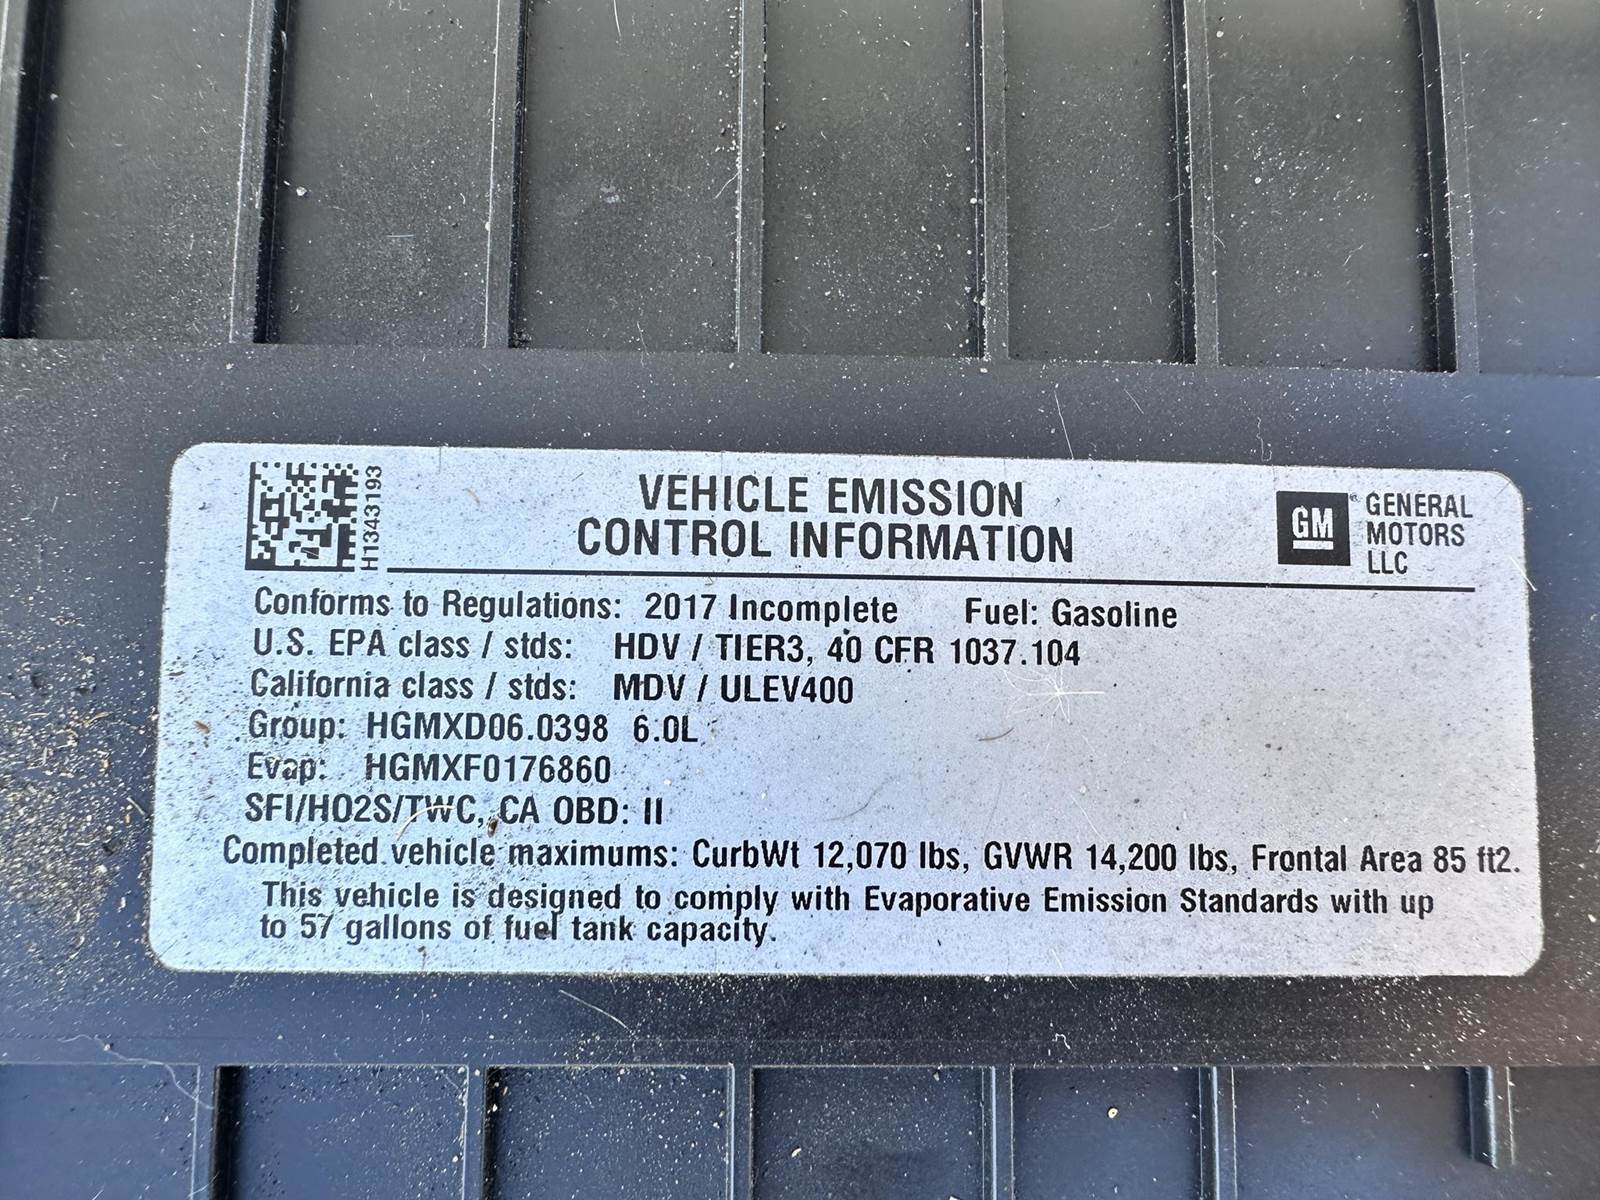 H1343193
VEHICLE EMISSION
CONTROL INFORMATION
GM
GENERAL
MOTORS
LLC
Conforms to Regulations: 2017 Incomplete Fuel: Gasoline
U.S. EPA class / stds: HDV / TIER3, 40 CFR 1037.104
California class / stds: MDV / ULEV400
Group: HGMXD06.0398 6.0L
Evap: HGMXF0176860
SFI/HO2S/TWC, CA OBD: II
Completed vehicle maximums: CurbWt 12,070 lbs, GVWR 14,200 lbs, Frontal Area 85 ft2.
This vehicle is designed to comply with Evaporative Emission Standards with up
to 57 gallons of fuel tank capacity.